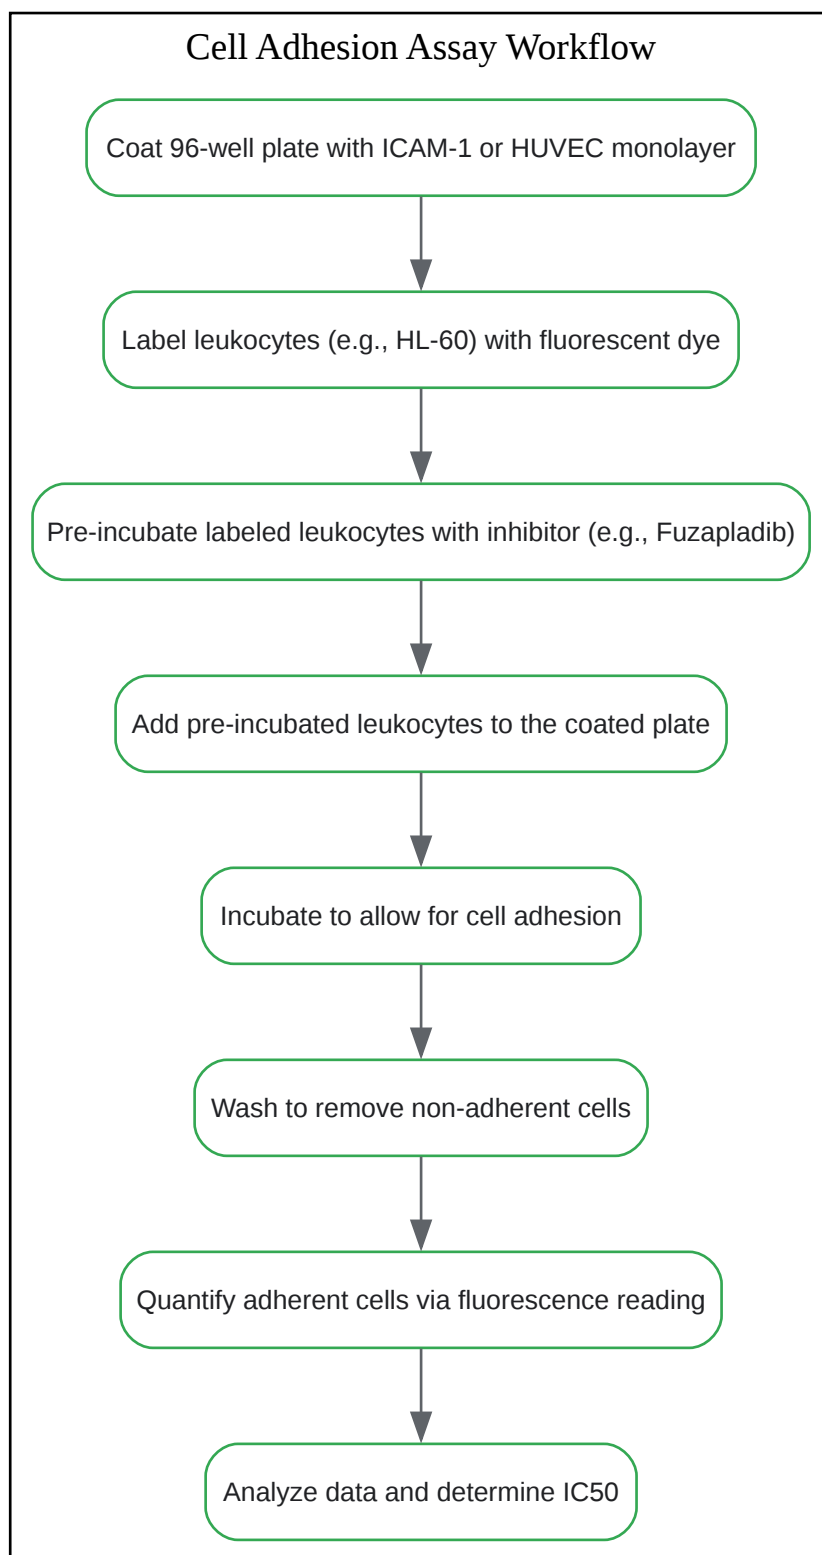 Cell Adhesion Assay Workflow
Coat 96-well plate with ICAM-1 or HUVEC monolayer
Label leukocytes (e.g., HL-60) with fluorescent dye
Pre-incubate labeled leukocytes with inhibitor (e.g., Fuzapladib)
Add pre-incubated leukocytes to the coated plate
Incubate to allow for cell adhesion
Wash to remove non-adherent cells
Quantify adherent cells via fluorescence reading
Analyze data and determine IC50